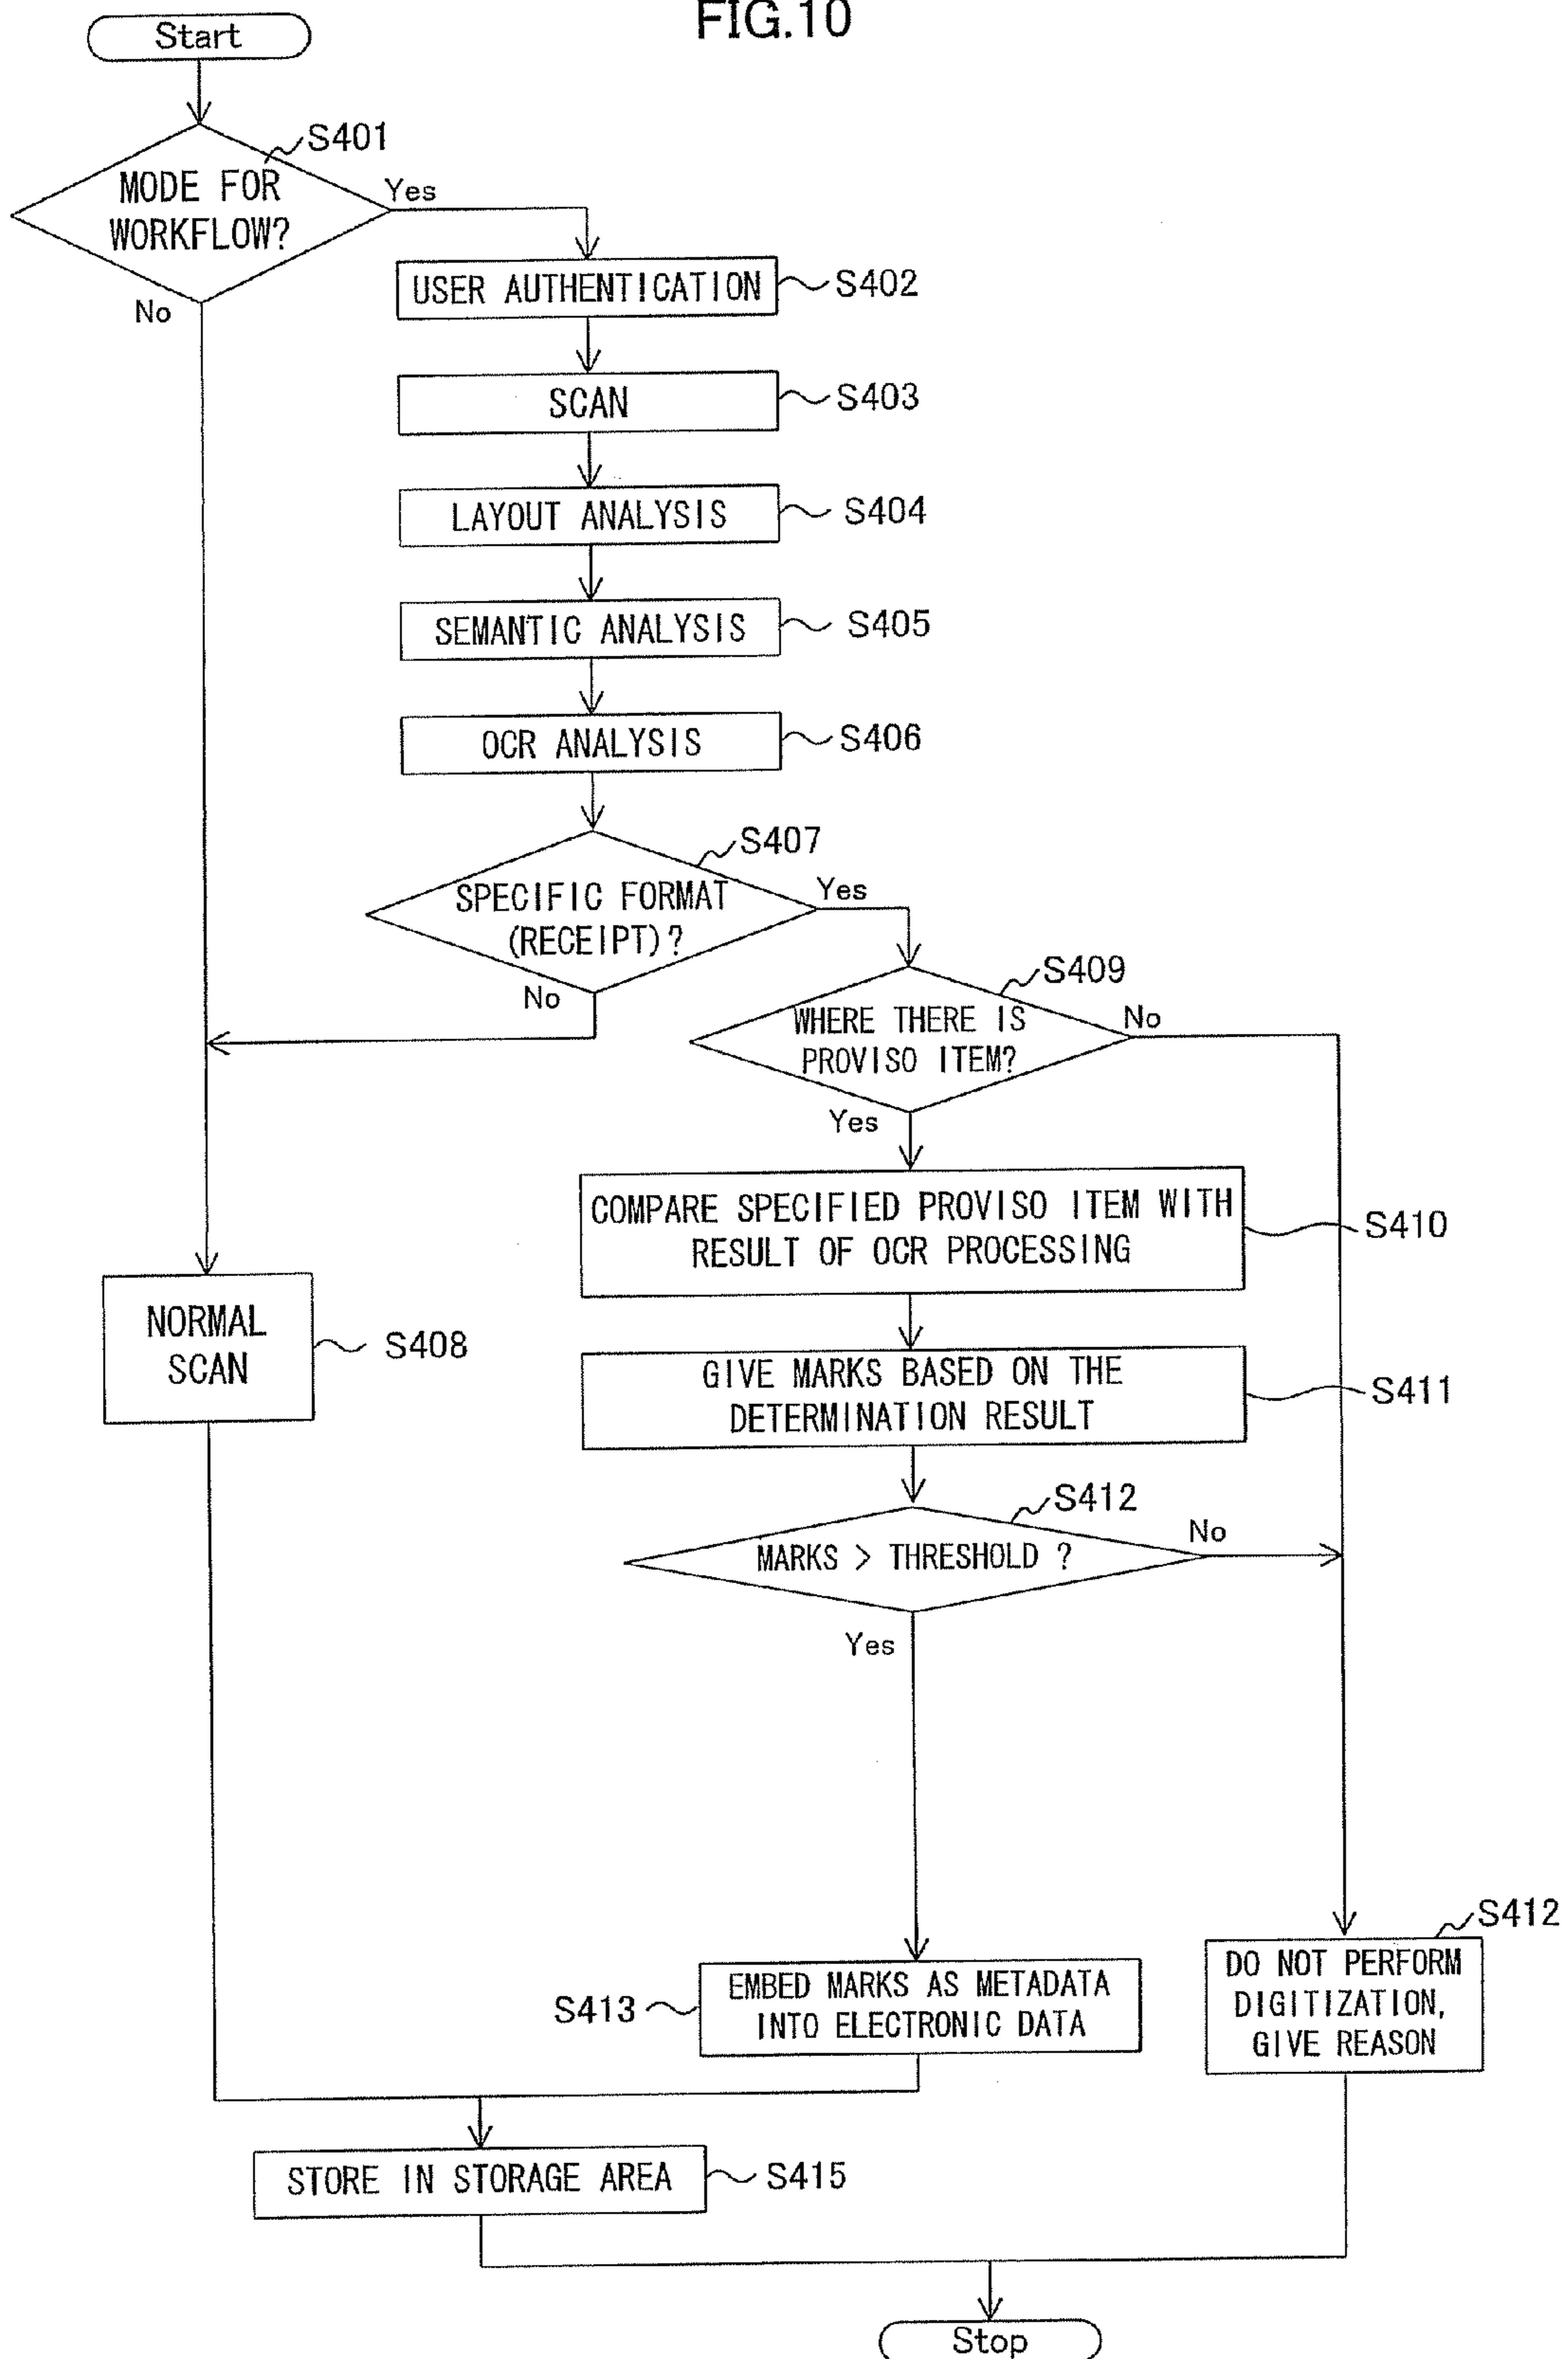 FIG.10
Start
S401
MODE FOR
WORKFLOW?
Yes
No
USER AUTHENTICATION
S402
SCAN
S403
LAYOUT ANALYSIS
S404
SEMANTIC ANALYSIS
S405
OCR ANALYSIS
S406
S407
SPECIFIC FORMAT
(RECEIPT)?
Yes
No
S409
WHERE THERE IS
PROVISO ITEM?
No
Yes
COMPARE SPECIFIED PROVISO ITEM WITH
RESULT OF OCR PROCESSING
S410
NORMAL
SCAN
S408
GIVE MARKS BASED ON THE
DETERMINATION RESULT
S411
S412
MARKS > THRESHOLD ?
No
Yes
S412
DO NOT PERFORM
DIGITIZATION,
GIVE REASON
S413
EMBED MARKS AS METADATA
INTO ELECTRONIC DATA
STORE IN STORAGE AREA
S415
Stop